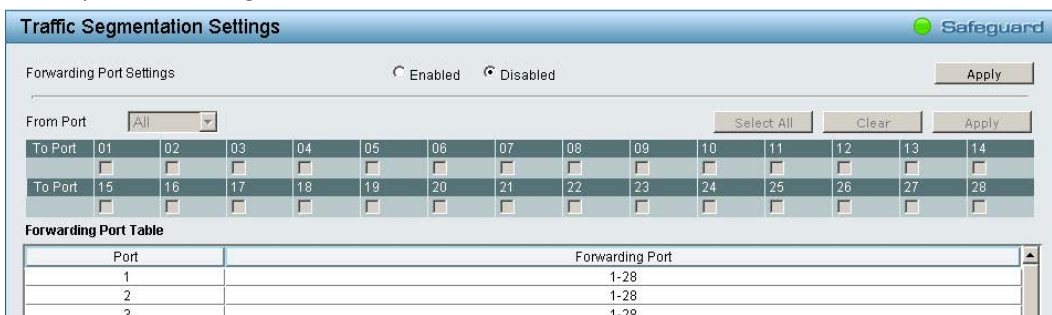 Traffic Segmentation Settings Safeguard
Forwarding Port Settings Enabled Disabled Apply
From Port All Select All Clear Apply
To Port 01 02 03 04 05 06 07 08 09 10 11 12 13 14
To Port 15 16 17 18 19 20 21 22 23 24 25 26 27 28
Forwarding Port Table
Port Forwarding Port
1 1-28
2 1-28
3 1-28